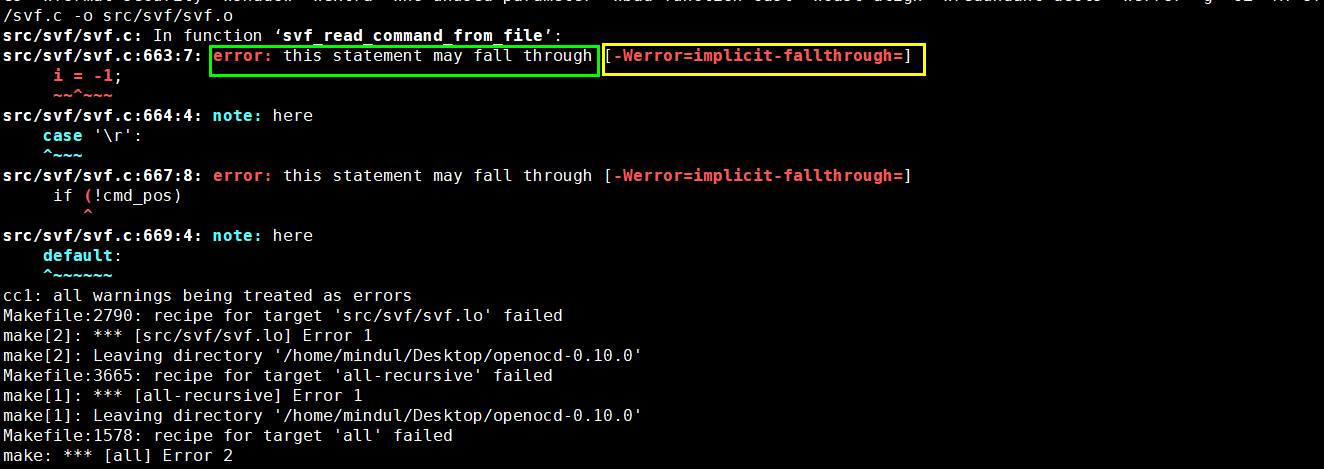 /svf.c -o src/svf/svf.o
src/svf/svf.c: In function ‘svf_read_command_from_file’:
src/svf/svf.c:663:7: error: this statement may fall through [-Werror=implicit-fallthrough=]
     i = -1;
     ~~^~~~
src/svf/svf.c:664:4: note: here
    case '\r':
    ^~~~
src/svf/svf.c:667:8: error: this statement may fall through [-Werror=implicit-fallthrough=]
     if (!cmd_pos)
        ^
src/svf/svf.c:669:4: note: here
    default:
    ^~~~~~~
cc1: all warnings being treated as errors
Makefile:2790: recipe for target 'src/svf/svf.lo' failed
make[2]: *** [src/svf/svf.lo] Error 1
make[2]: Leaving directory '/home/mindul/Desktop/openocd-0.10.0'
Makefile:3665: recipe for target 'all-recursive' failed
make[1]: *** [all-recursive] Error 1
make[1]: Leaving directory '/home/mindul/Desktop/openocd-0.10.0'
Makefile:1578: recipe for target 'all' failed
make: *** [all] Error 2